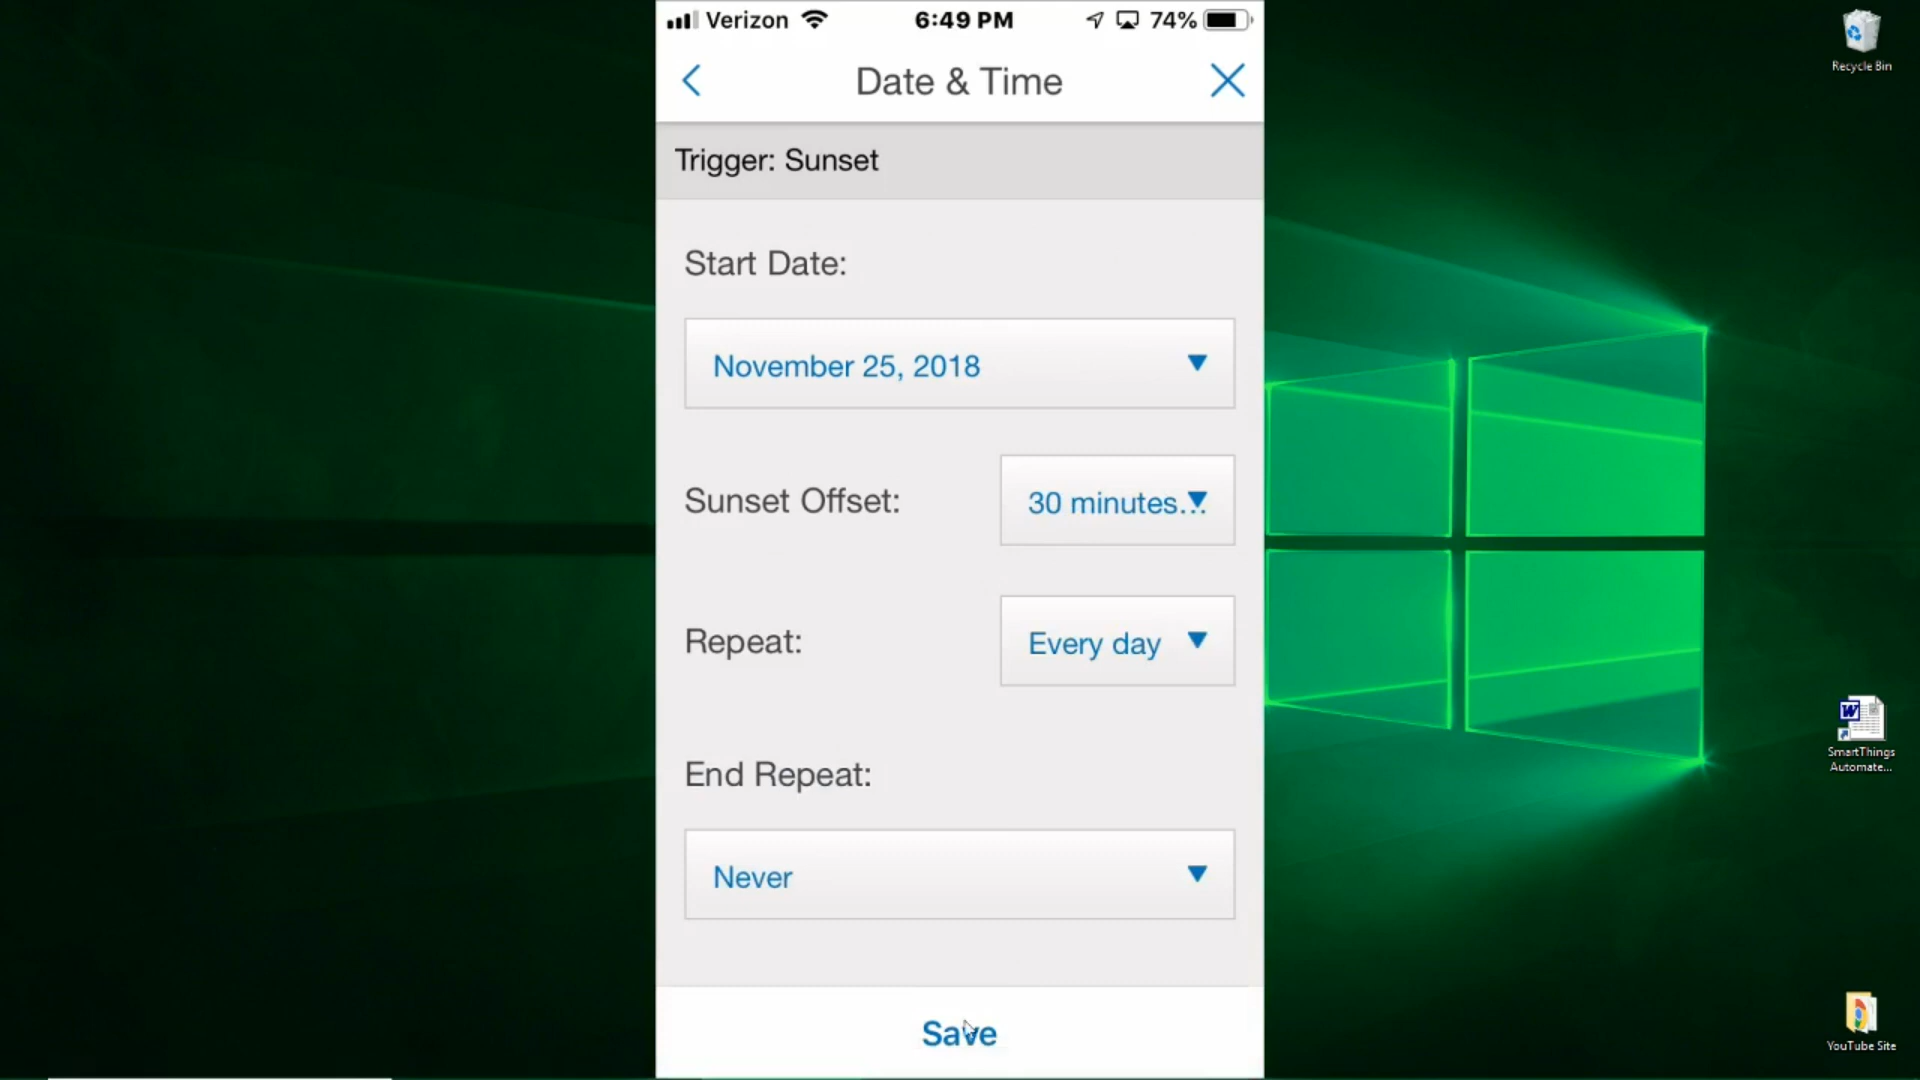 Verizon 6:49 PM 74%
Date & Time
Trigger: Sunset
Start Date:
November 25, 2018
Sunset Offset: 30 minutes...
Repeat: Every day
End Repeat:
Never
Save
Recycle Bin
SmartThings
Automate...
YouTube Site